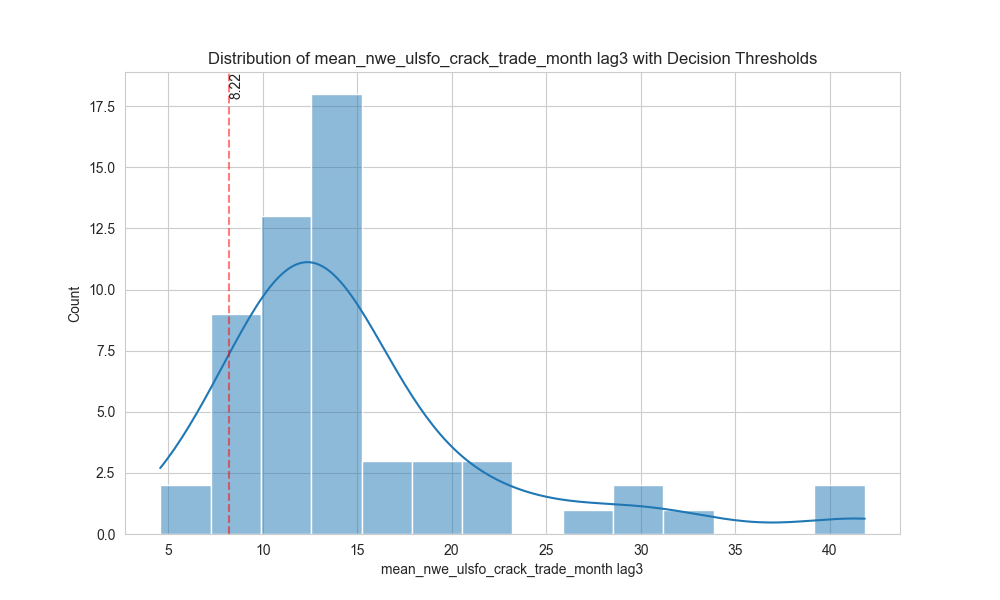 Distribution of mean_nwe_ulsfo_crack_trade_month lag3 with Decision Thresholds
8.22
17.5
15.0
12.5
10.0
7.5
5.0
2.5
0.0
Count
5 10 15 20 25 30 35 40
mean_nwe_ulsfo_crack_trade_month lag3